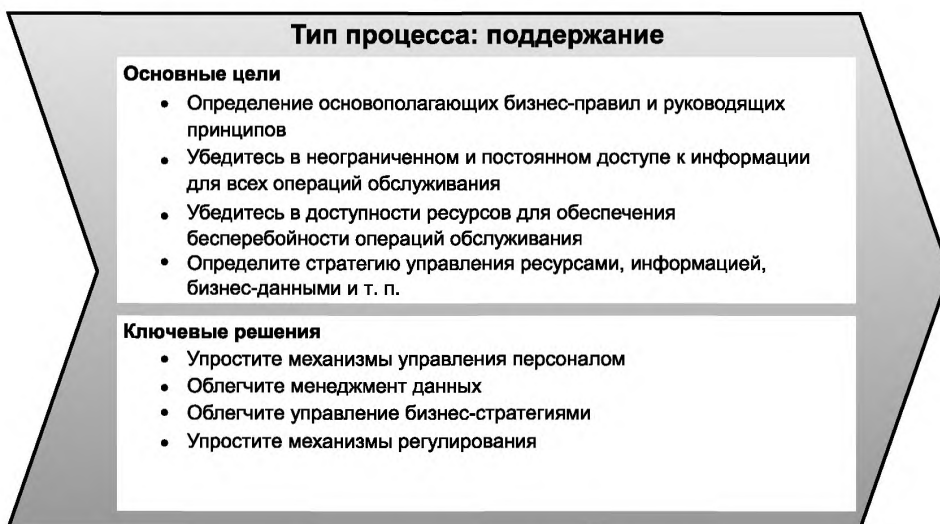 Тип процесса: поддержание
Основные цели
• Определение основополагающих бизнес-правил и руководящих
принципов
• Убедитесь в неограниченном и постоянном доступе к информации
для всех операций обслуживания
• Убедитесь в доступности ресурсов для обеспечения
бесперебойности операций обслуживания
• Определите стратегию управления ресурсами, информацией,
бизнес-данными и т. п.
Ключевые решения
• Упростите механизмы управления персоналом
• Облегчите менеджмент данных
• Облегчите управление бизнес-стратегиями
• Упростите механизмы регулирования